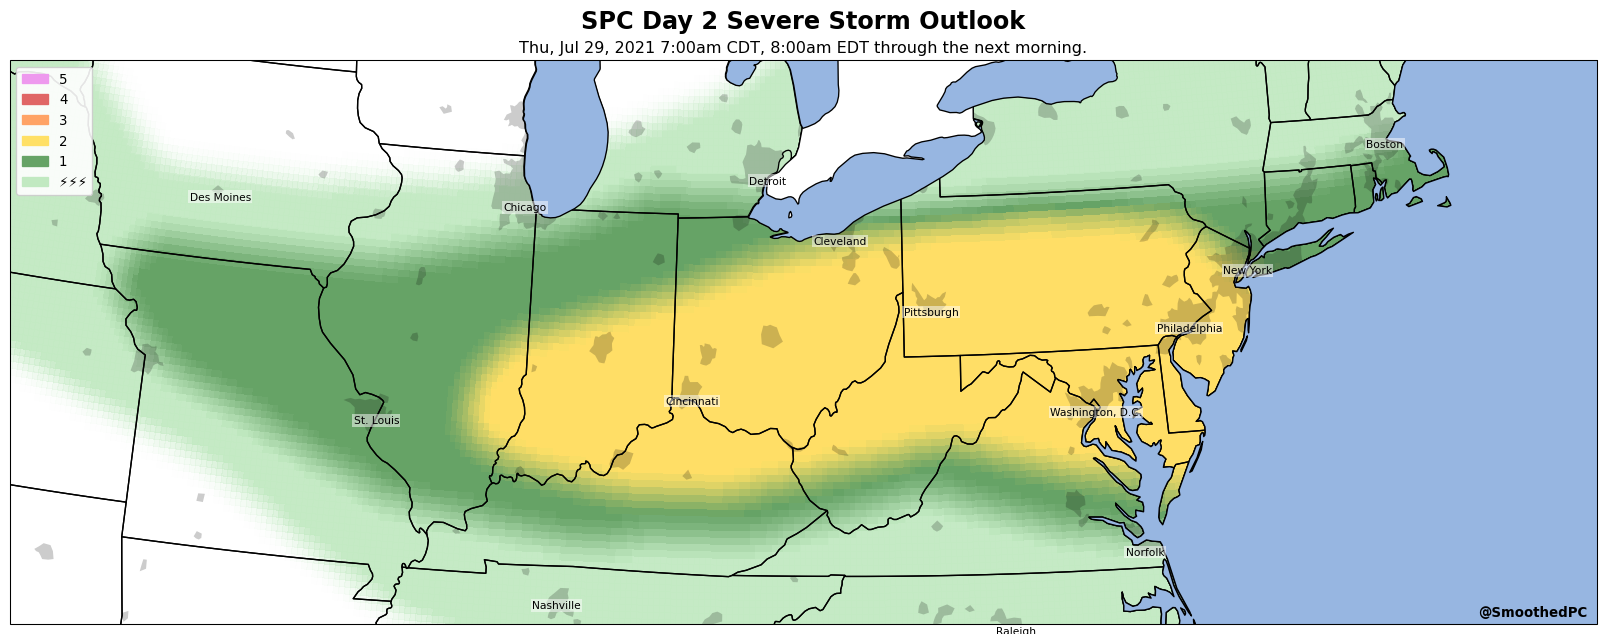 SPC Day 2 Severe Storm Outlook
Thu, Jul 29, 2021 7:00am CDT, 8:00am EDT through the next morning.
5
4
3
2
1
⚡⚡⚡
Boston
Detroit
Des Moines
Chicago
Cleveland
New York
Pittsburgh
Philadelphia
Cincinnati
Washington, D.C.
St. Louis
Norfolk
Nashville
@SmoothedPC
Raleigh